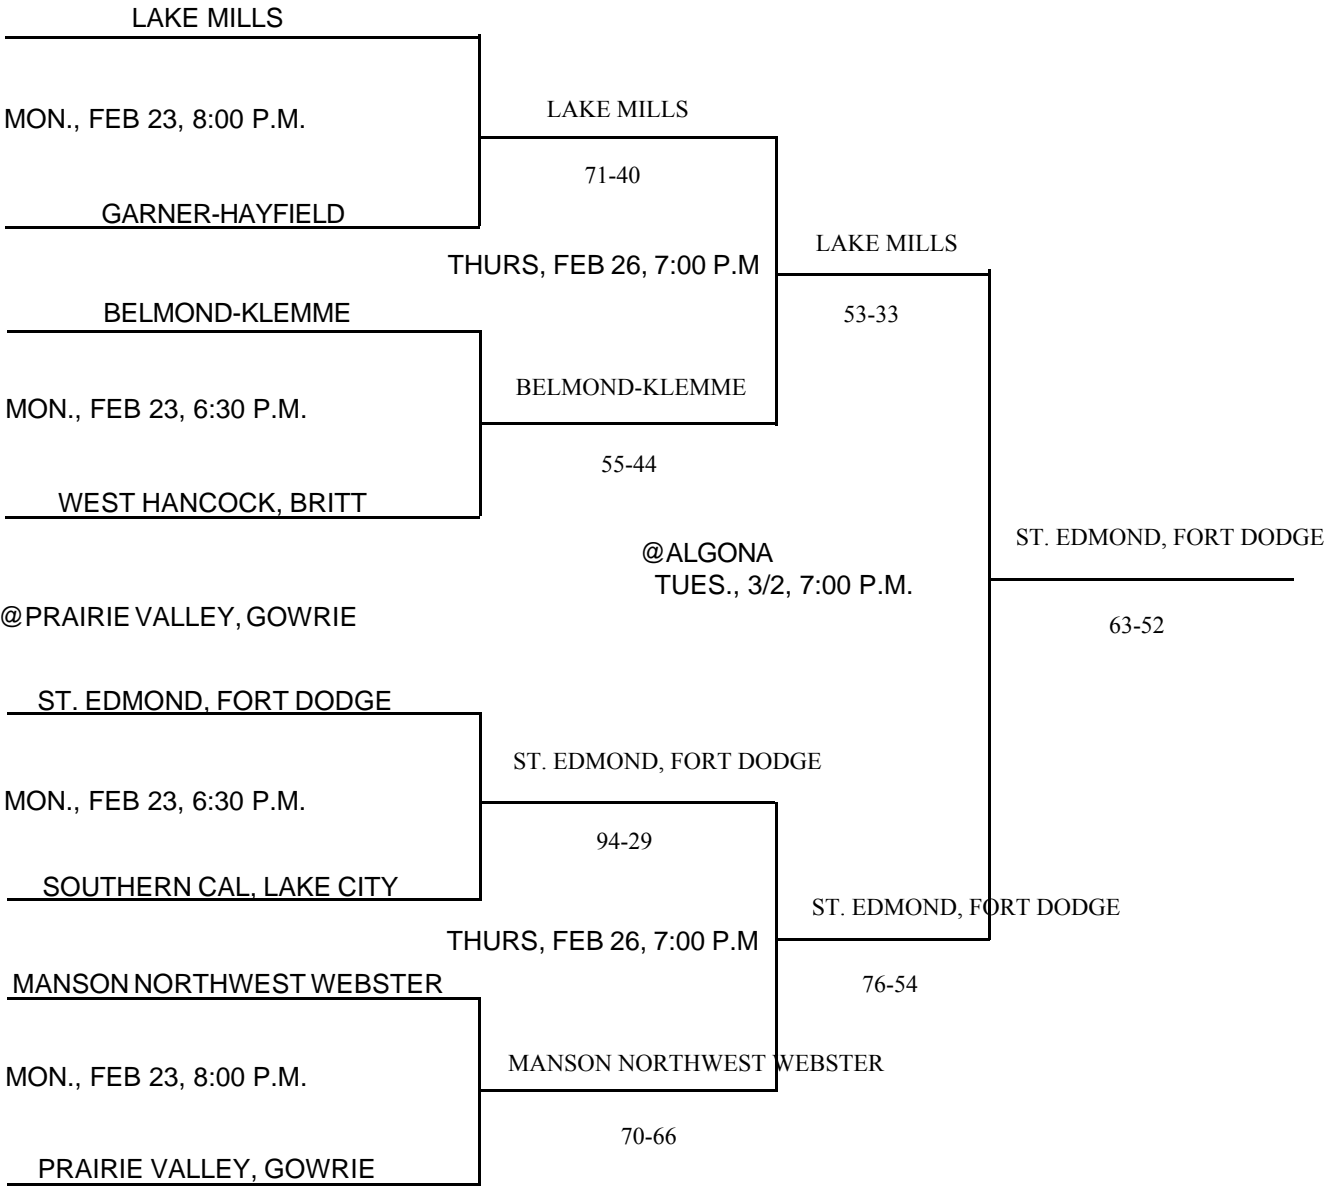 LAKE MILLS
MON., FEB 23, 8:00 P.M.
LAKE MILLS
71-40
GARNER-HAYFIELD
LAKE MILLS
THURS, FEB 26, 7:00 P.M
53-33
BELMOND-KLEMME
BELMOND-KLEMME
MON., FEB 23, 6:30 P.M.
55-44
WEST HANCOCK, BRITT
ST. EDMOND, FORT DODGE
@ALGONA
TUES., 3/2, 7:00 P.M.
63-52
@PRAIRIE VALLEY, GOWRIE
ST. EDMOND, FORT DODGE
ST. EDMOND, FORT DODGE
MON., FEB 23, 6:30 P.M.
94-29
SOUTHERN CAL, LAKE CITY
ST. EDMOND, FORT DODGE
THURS, FEB 26, 7:00 P.M
76-54
MANSON NORTHWEST WEBSTER
MANSON NORTHWEST WEBSTER
MON., FEB 23, 8:00 P.M.
70-66
PRAIRIE VALLEY, GOWRIE